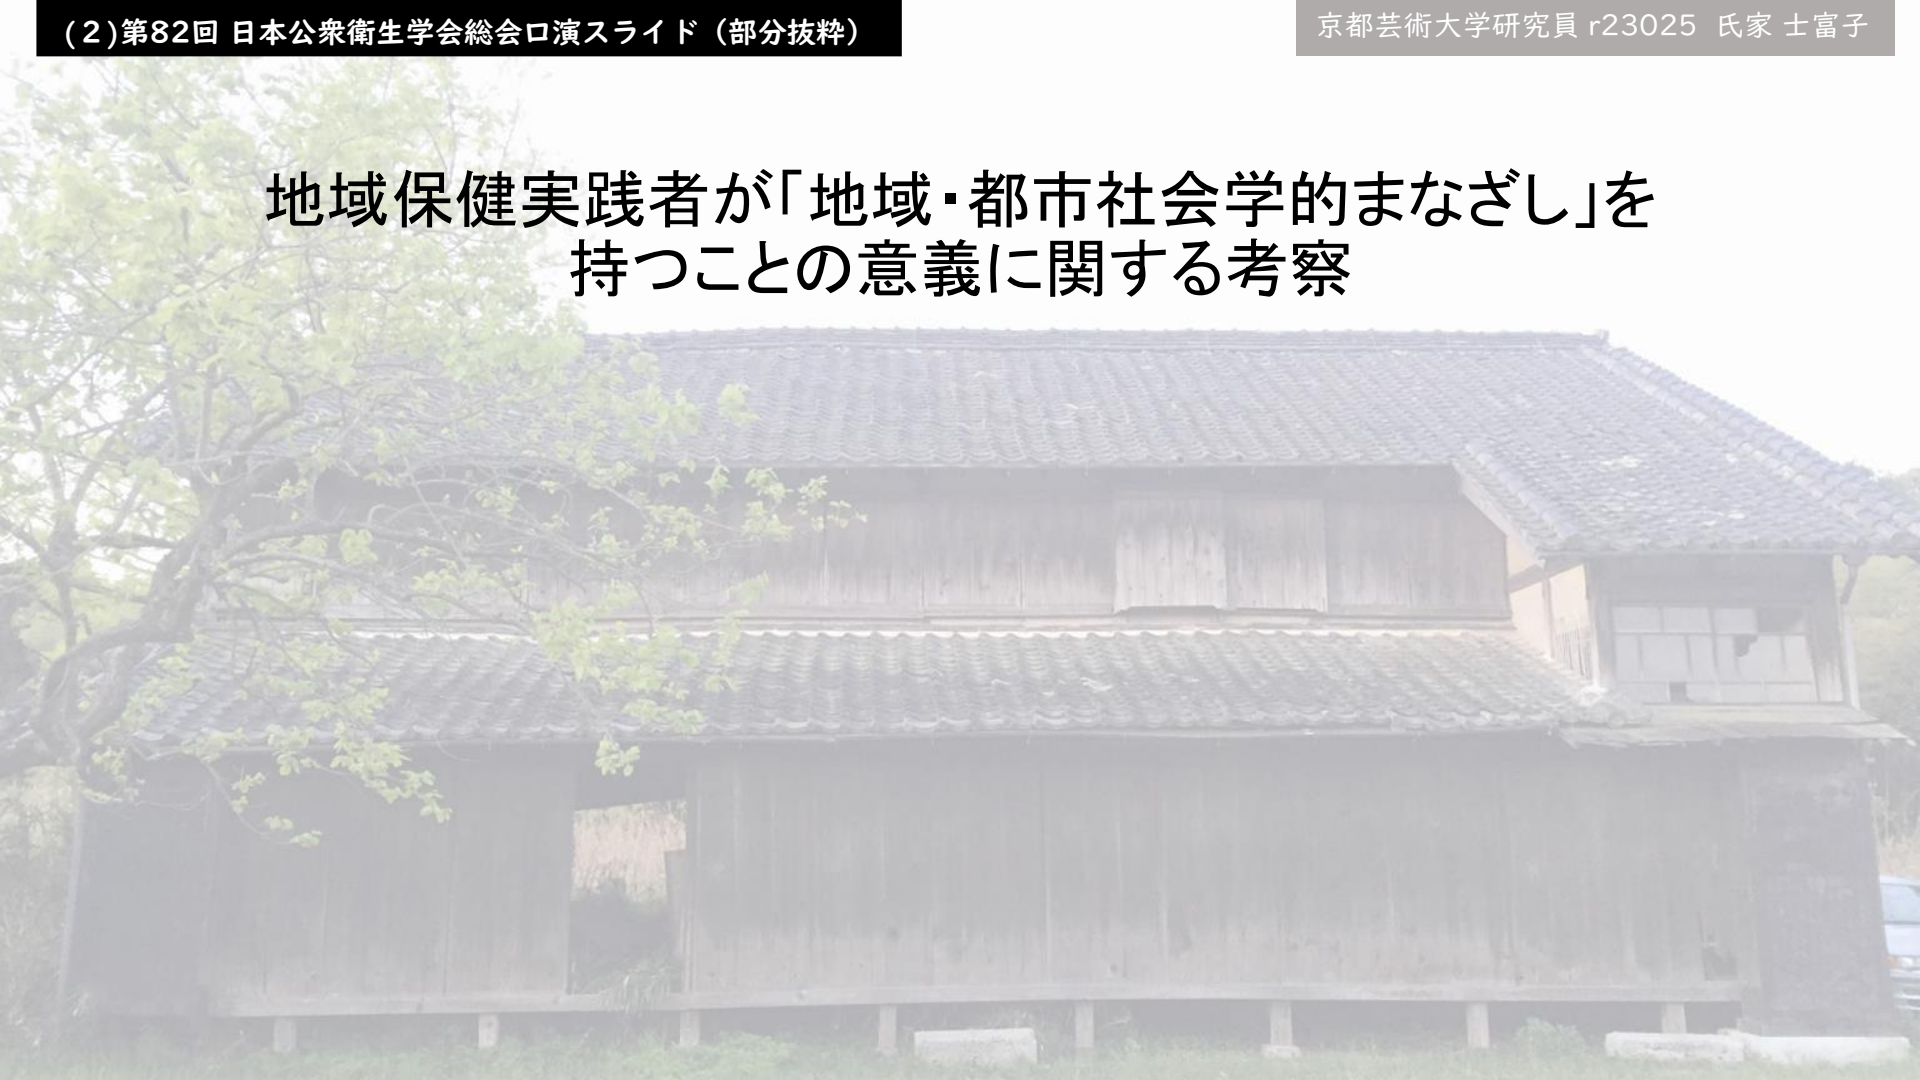 (２)第82回 日本公衆衛生学会総会口演スライド（部分抜粋）
京都芸術大学研究員 r23025 氏家 士富子
地域保健実践者が「地域・都市社会学的まなざし」を
持つことの意義に関する考察